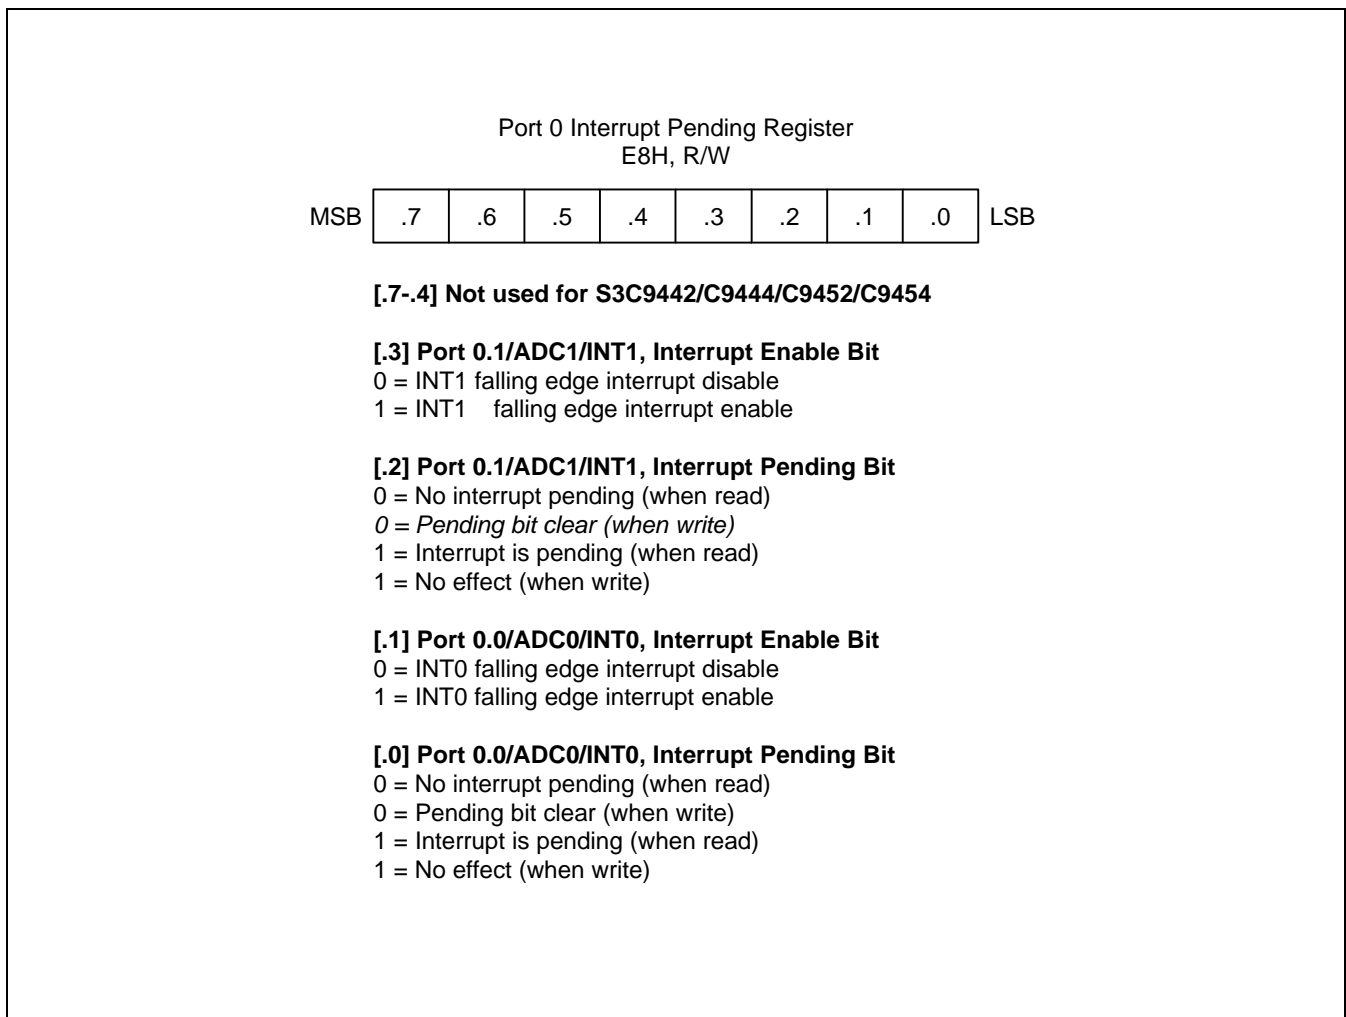 Port 0 Interrupt Pending Register
E8H, R/W
MSB .7 .6 .5 .4 .3 .2 .1 .0 LSB
[.7-.4] Not used for S3C9442/C9444/C9452/C9454
[.3] Port 0.1/ADC1/INT1, Interrupt Enable Bit
0 = INT1 falling edge interrupt disable
1 = INT1 falling edge interrupt enable
[.2] Port 0.1/ADC1/INT1, Interrupt Pending Bit
0 = No interrupt pending (when read)
0 = Pending bit clear (when write)
1 = Interrupt is pending (when read)
1 = No effect (when write)
[.1] Port 0.0/ADC0/INT0, Interrupt Enable Bit
0 = INT0 falling edge interrupt disable
1 = INT0 falling edge interrupt enable
[.0] Port 0.0/ADC0/INT0, Interrupt Pending Bit
0 = No interrupt pending (when read)
0 = Pending bit clear (when write)
1 = Interrupt is pending (when read)
1 = No effect (when write)